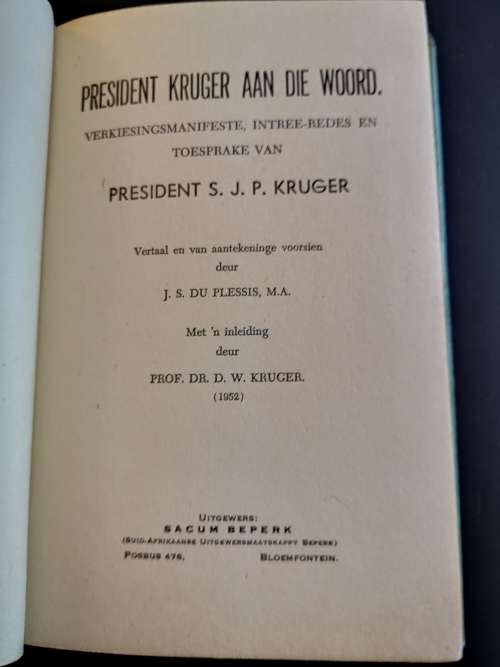 PRESIDENT KRUGER AAN DIE WOORD.
VERKIESINGSMANIFESTE, INTREE-REDES EN
TOESPRAKE VAN
PRESIDENT S. J. P. KRUGER
Vertaal en van aantekeninge voorsien
deur
J. S. DU PLESSIS, M.A.
Met 'n inleiding
deur
PROF. DR. D. W. KRUGER.
(1952)
UITGEWERS:
SACUM BEPERK
(SUID-AFRIKAANSE UITGEWERSMAATSKAPPY BEPERK)
POSBUS 476, BLOEMFONTEIN.